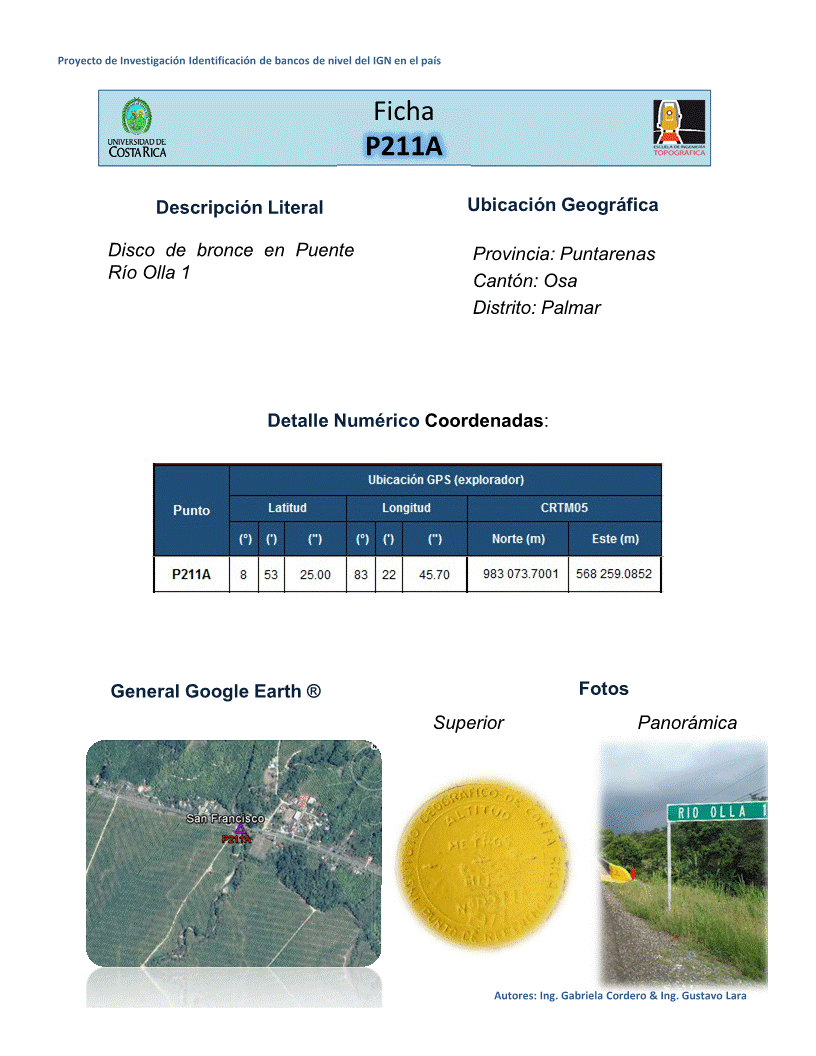 Proyecto de Investigación Identificación de bancos de nivel del IGN en el país
UNIVERSIDAD DE
COSTA RICA
Ficha
P211A
ESCUELA DE INGENIERÍA
TOPOGRÁFICA
Descripción Literal
Disco de bronce en Puente
Río Olla 1
Ubicación Geográfica
Provincia: Puntarenas
Cantón: Osa
Distrito: Palmar
Detalle Numérico Coordenadas:
Punto
Ubicación GPS (explorador)
Latitud Longitud CRTM05
(°) (') (") (°) (') (") Norte (m) Este (m)
P211A 8 53 25.00 83 22 45.70 983 073.7001 568 259.0852
General Google Earth ®
Fotos
Superior Panorámica
San Francisco
P211A
GEOGRAFICO DE COSTA RICA
ALTITUD
METROS
RIO OLLA 1
Autores: Ing. Gabriela Cordero & Ing. Gustavo Lara